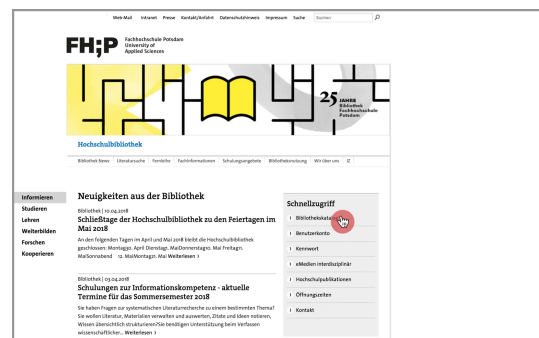 Web-Mail Intranet Presse Kontakt/Anfahrt Datenschutzhinweis Impressum Suche Suchen
FH;P Fachhochschule Potsdam
University of
Applied Sciences
25 JAHRE
Bibliothek
Fachhochschule
Potsdam
Hochschulbibliothek
Bibliothek News Literatursuche Fernleihe Fachinformationen Schulungsangebote Bibliotheksnutzung Wir über uns IZ
Informieren
Studieren
Lehren
Weiterbilden
Forschen
Kooperieren
Neuigkeiten aus der Bibliothek
Bibliothek | 10.04.2018
Schließtage der Hochschulbibliothek zu den Feiertagen im
Mai 2018
An den folgenden Tagen im April und Mai 2018 bleibt die Hochschulbibliothek
geschlossen: Montag30. April Dienstag1. MaiDonnerstag10. Mai Freitag11.
MaiSonnabend 12. MaiMontag21. Mai Weiterlesen
Bibliothek | 03.04.2018
Schulungen zur Informationskompetenz - aktuelle
Termine für das Sommersemester 2018
Sie haben Fragen zur systematischen Literaturrecherche zu einem bestimmten Thema?
Sie wollen Literatur, Materialien verwalten und auswerten, Zitate und Ideen notieren,
Wissen übersichtlich strukturieren?Sie benötigen Unterstützung beim Verfassen
wissenschaftlicher... Weiterlesen
Schnellzugriff
Benutzerkonto
Kennwort
eMedien interdisziplinär
Hochschulpublikationen
Öffnungszeiten
Kontakt